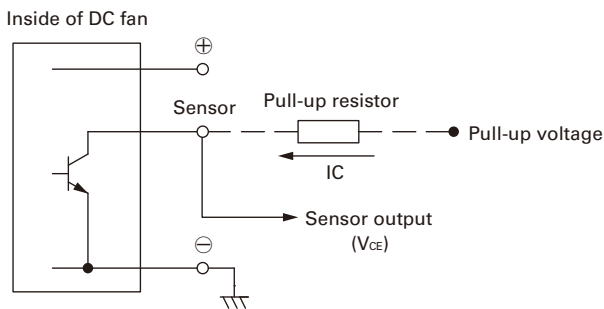 Inside of DC fan
⊕
Sensor
Pull-up resistor
Pull-up voltage
IC
Sensor output
(VCE)
⊖